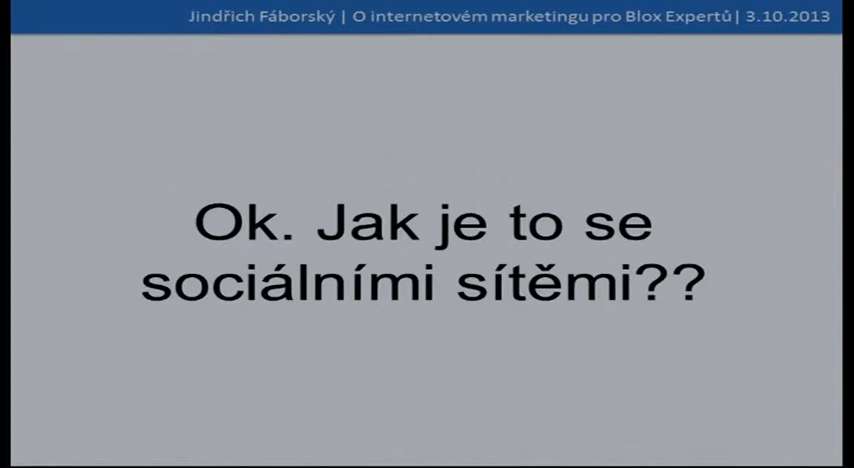 Jindřich Fáborský | O internetovém marketingu pro Blox Expertů| 3.10.2013
Ok. Jak je to se
sociálními sítěmi??